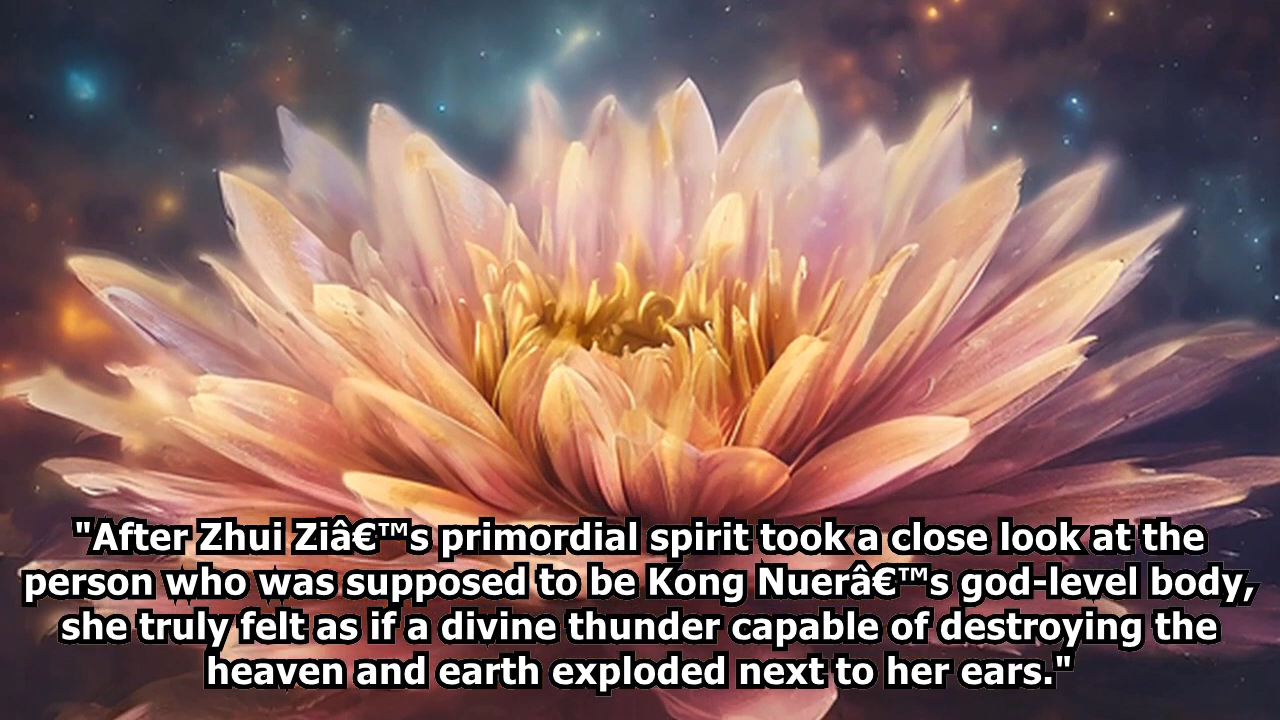 "After Zhui Ziâ€™s primordial spirit took a close look at the
person who was supposed to be Kong Nuerâ€™s god-level body,
she truly felt as if a divine thunder capable of destroying the
heaven and earth exploded next to her ears."